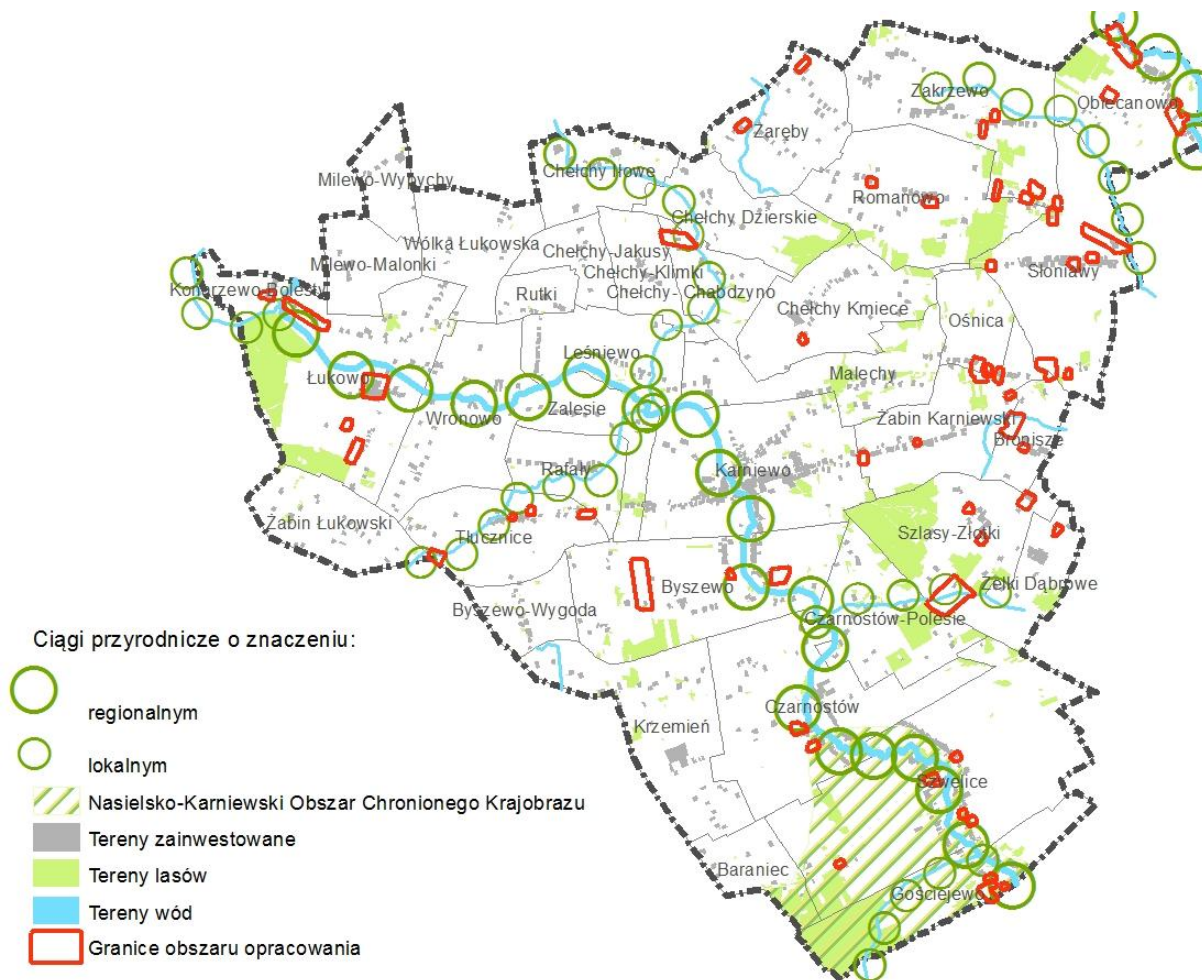 Zakrzewo
Obiecanowo
Zaręby
Chełchy Iłowe
Milewo-Wypychy
Romanowo
Chełchy Dzierskie
Wólka Łukowska
Chełchy Jakusy
Milewo-Malonki
Chełchy-Klimki
Słoniawy
Konarzewo-Bolesty
Rutki
Chełchy- Chabdzyno
Chełchy Kmiece
Ośnica
Leśniewo
Łukowo
Malechy
Wronowo
Zalesie
Żabin Karniewski
Bronisze
Rafały
Karniewo
Żabin Łukowski
Tłucznice
Szlasy-Złotki
Byszewo
Żelki Dąbrowe
Byszewo-Wygoda
Czarnostów-Polesie
Czarnostów
Krzemień
Szwelice
Baraniec
Gościejewo
Ciągi przyrodnicze o znaczeniu:
regionalnym
lokalnym
Nasielsko-Karniewski Obszar Chronionego Krajobrazu
Tereny zainwestowane
Tereny lasów
Tereny wód
Granice obszaru opracowania